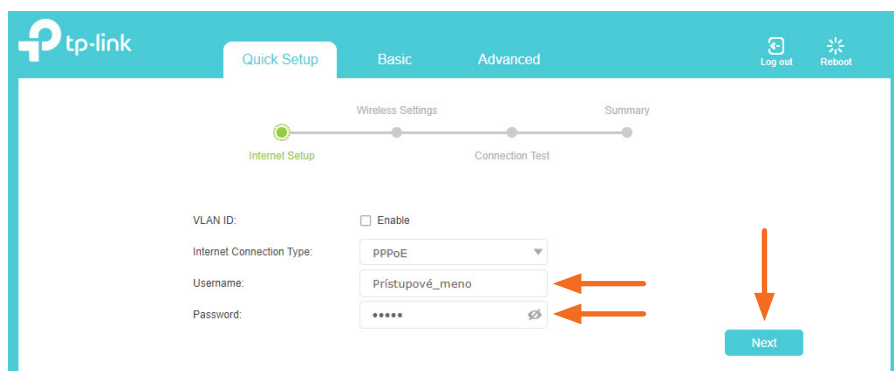 tp-link
Quick Setup Basic Advanced
Log out Reboot
Wireless Settings Summary
Internet Setup Connection Test
VLAN ID: Enable
Internet Connection Type: PPPoE
Username: Prístupové_meno
Password: •••••
Next